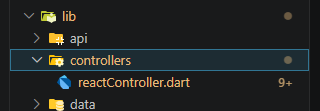 lib
api
controllers
reactController.dart 9+
data